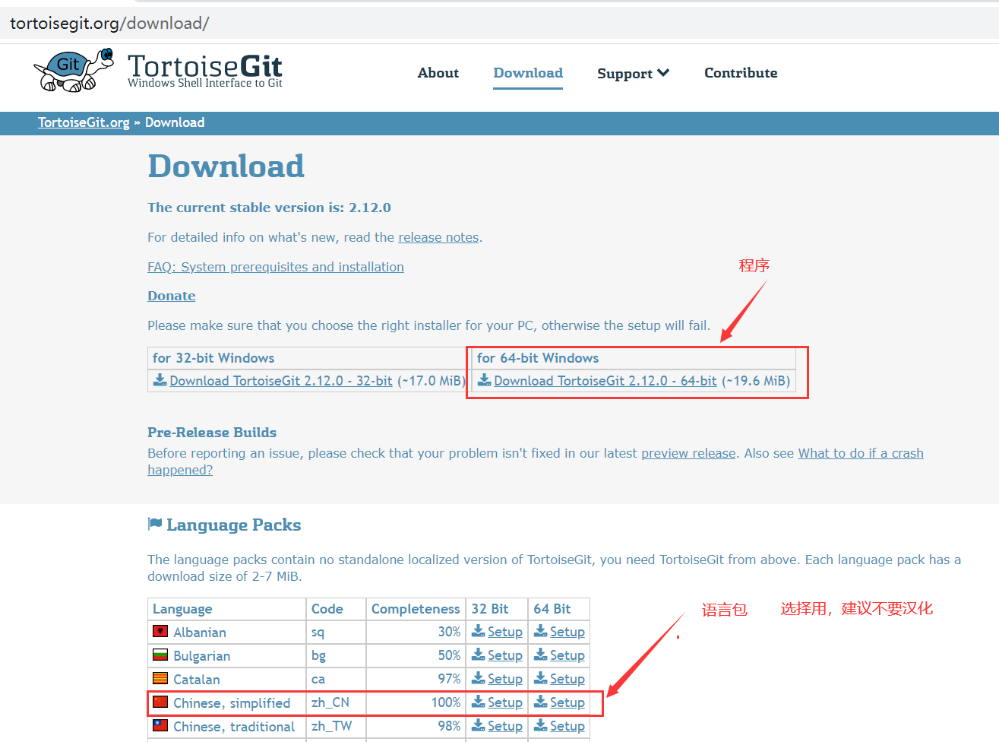 tortoisegit.org/download/
Git
TortoiseGit
Windows Shell Interface to Git
About Download Support Contribute
TortoiseGit.org » Download
Download
The current stable version is: 2.12.0
For detailed info on what's new, read the release notes.
FAQ: System prerequisites and installation
程序
Donate
Please make sure that you choose the right installer for your PC, otherwise the setup will fail.
for 32-bit Windows for 64-bit Windows
Download TortoiseGit 2.12.0 - 32-bit (~17.0 MiB) Download TortoiseGit 2.12.0 - 64-bit (~19.6 MiB)
Pre-Release Builds
Before reporting an issue, please check that your problem isn't fixed in our latest preview release. Also see What to do if a crash
happened?
Language Packs
The language packs contain no standalone localized version of TortoiseGit, you need TortoiseGit from above. Each language pack has a
download size of 2-7 MiB.
语言包 选择用，建议不要汉化
Language Code Completeness 32 Bit 64 Bit
Albanian sq 30% Setup Setup
Bulgarian bg 50% Setup Setup
Catalan ca 97% Setup Setup
Chinese, simplified zh_CN 100% Setup Setup
Chinese, traditional zh_TW 98% Setup Setup